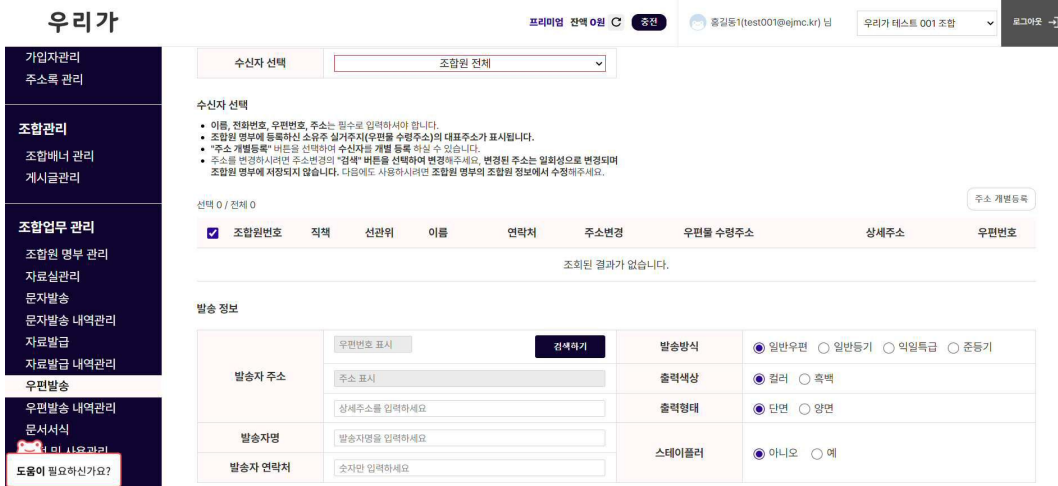 우리가
프리미엄 잔액 0원 C 충전
홍길동1(test001@ejmc.kr) 님
우리가 테스트 001 조합
로그아웃
가입자관리
주소록 관리
조합관리
조합배너 관리
게시글관리
조합업무 관리
조합원 명부 관리
자료실관리
문자발송
문자발송 내역관리
자료발급
자료발급 내역관리
우편발송
우편발송 내역관리
문서서식
및 사용관리
도움이 필요하신가요?
수신자 선택
조합원 전체
수신자 선택
• 이름, 전화번호, 우편번호, 주소는 필수로 입력하셔야 합니다.
• 조합원 명부에 등록하신 소유주 실거주지(우편물 수령주소)의 대표주소가 표시됩니다.
• "주소 개별등록" 버튼을 선택하여 수신자를 개별 등록 하실 수 있습니다.
• 주소를 변경하시려면 주소변경의 "검색" 버튼을 선택하여 변경해주세요, 변경된 주소는 일회성으로 변경되며
조합원 명부에 저장되지 않습니다. 다음에도 사용하시려면 조합원 명부의 조합원 정보에서 수정해주세요.
선택 0 / 전체 0
주소 개별등록
조합원번호 직책 선관위 이름 연락처 주소변경 우편물 수령주소 상세주소 우편번호
조회된 결과가 없습니다.
발송 정보
발송자 주소
우편번호 표시
검색하기
주소 표시
상세주소를 입력하세요
발송자명
발송자명을 입력하세요
발송자 연락처
숫자만 입력하세요
발송방식
일반우편 일반등기 익일특급 준등기
출력색상
컬러 흑백
출력형태
단면 양면
스테이플러
아니오 예